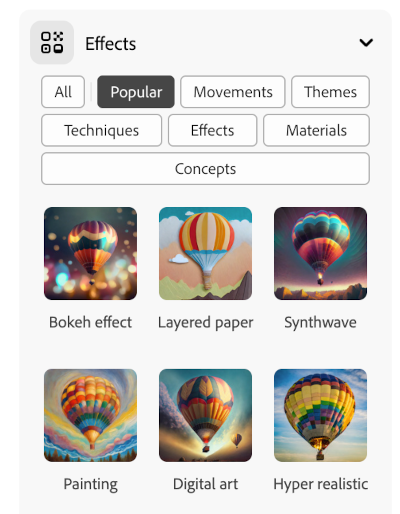 Effects
All Popular Movements Themes
Techniques Effects Materials
Concepts
Bokeh effect Layered paper Synthwave
Painting Digital art Hyper realistic